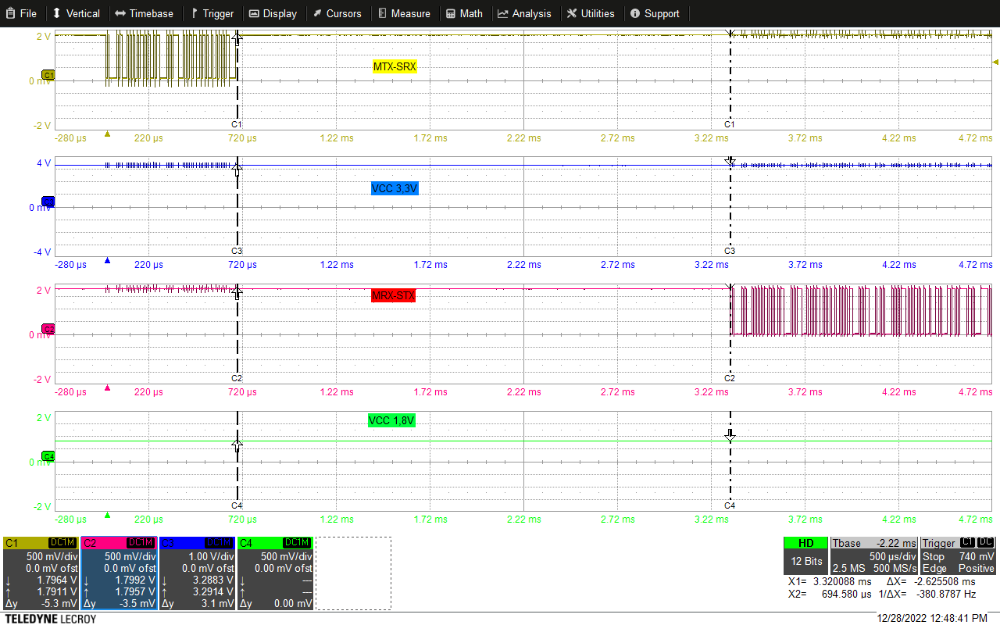 File Vertical Timebase Trigger Display Cursors Measure Math Analysis Utilities Support
2 V
C1
0 mV
MTX-SRX
-2 V
C1 C1
-280 µs 220 µs 720 µs 1.22 ms 1.72 ms 2.22 ms 2.72 ms 3.22 ms 3.72 ms 4.22 ms 4.72 ms
4 V
VCC 3,3V
C3
0 mV
-4 V
C3 C3
-280 µs 220 µs 720 µs 1.22 ms 1.72 ms 2.22 ms 2.72 ms 3.22 ms 3.72 ms 4.22 ms 4.72 ms
2 V
MRX-STX
C2
0 mV
-2 V
C2 C2
-280 µs 220 µs 720 µs 1.22 ms 1.72 ms 2.22 ms 2.72 ms 3.22 ms 3.72 ms 4.22 ms 4.72 ms
2 V
VCC 1,8V
C4
0 mV
-2 V
C4 C4
-280 µs 220 µs 720 µs 1.22 ms 1.72 ms 2.22 ms 2.72 ms 3.22 ms 3.72 ms 4.22 ms 4.72 ms
C1 DC1M C2 DC1M C3 DC1M C4 DC1M HD Tbase -2.22 ms Trigger C1 DC
500 mV/div 500 mV/div 1.00 V/div 500 mV/div 12 Bits 500 µs/div Stop 740 mV
0.0 mV ofst 0.0 mV ofst 0.0 mV ofst 0.00 mV ofst 2.5 MS 500 MS/s Edge Positive
↓ 1.7964 V ↓ 1.7992 V ↓ 3.2883 V ↓ --- X1= 3.320088 ms ΔX= -2.625508 ms
↑ 1.7911 V ↑ 1.7957 V ↑ 3.2914 V ↑ --- X2= 694.580 µs 1/ΔX= -380.8787 Hz
Δy -5.3 mV Δy -3.5 mV Δy 3.1 mV Δy 0.00 mV
TELEDYNE LECROY 12/28/2022 12:48:41 PM